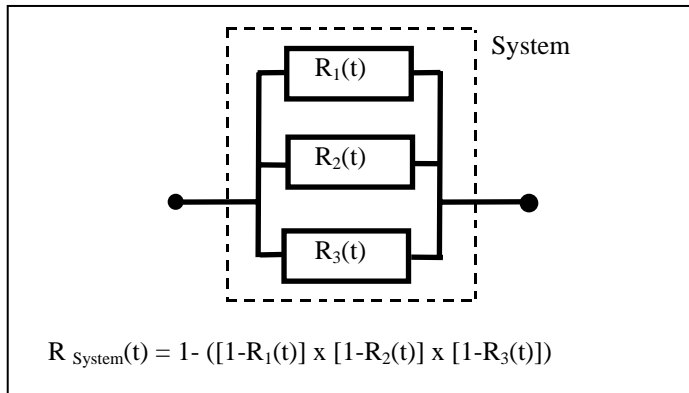 System
R₁(t)
R₂(t)
R₃(t)
R System(t) = 1- ([1-R₁(t)] x [1-R₂(t)] x [1-R₃(t)])